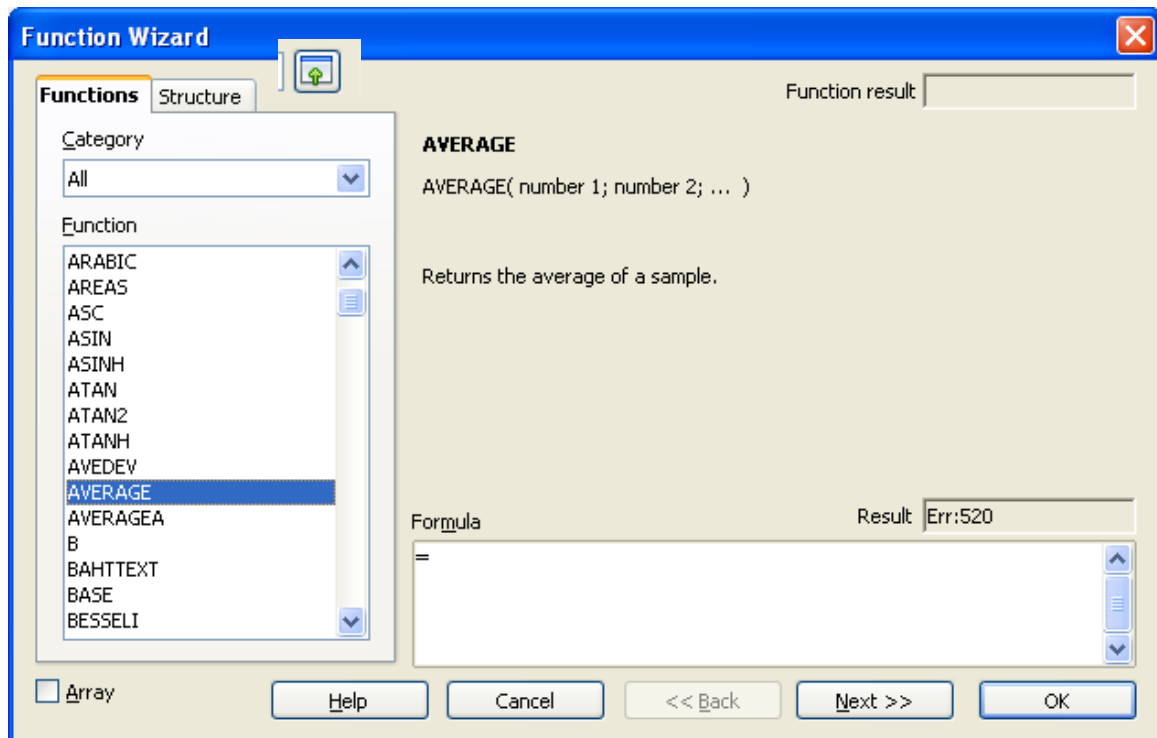 Function Wizard
Functions
Structure
Function result
Category
All
Function
ARABIC
AREAS
ASC
ASIN
ASINH
ATAN
ATAN2
ATANH
AVEDEV
AVERAGE
AVERAGEA
B
BAHTTEXT
BASE
BESSELI
AVERAGE
AVERAGE( number 1; number 2; ... )
Returns the average of a sample.
Formula
Result Err:520
=
Array
Help
Cancel
<< Back
Next >>
OK